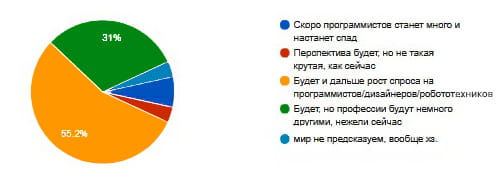 31%
55,2%
Скоро программистов станет много и
настанет спад
Перспектива будет, но не такая
крутая, как сейчас
Будет и дальше рост спроса на
программистов/дизайнеров/робототехников
Будет, но профессии будут немного
другими, нежели сейчас
мир не предсказуем, вообще хз.